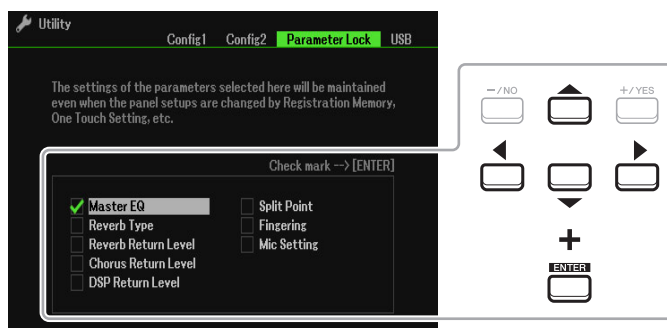 Utility
Config1 Config2 Parameter Lock USB
The settings of the parameters selected here will be maintained
even when the panel setups are changed by Registration Memory,
One Touch Setting, etc.
Check mark --> [ENTER]
Master EQ
Reverb Type
Reverb Return Level
Chorus Return Level
DSP Return Level
Split Point
Fingering
Mic Setting
－/NO
＋/YES
+
ENTER